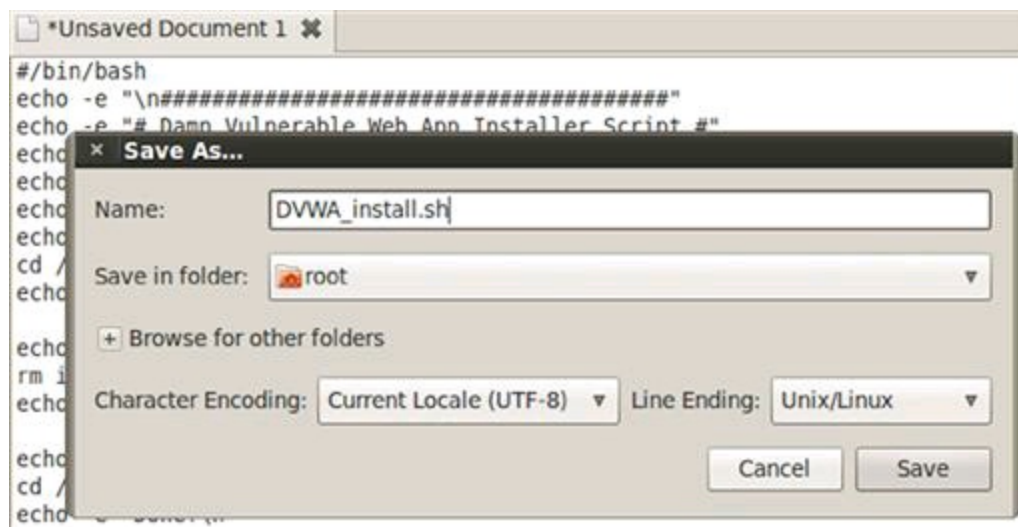 *Unsaved Document 1
#/bin/bash
echo -e "\n#######################################"
echo -e "# Damn Vulnerable Web App Installer Script #"
echo
echo
echo
echo
cd /
echo
echo
rm i
echo
echo
cd /
echo
Save As...
Name: DVWA_install.sh
Save in folder: root
Browse for other folders
Character Encoding: Current Locale (UTF-8) Line Ending: Unix/Linux
Cancel Save